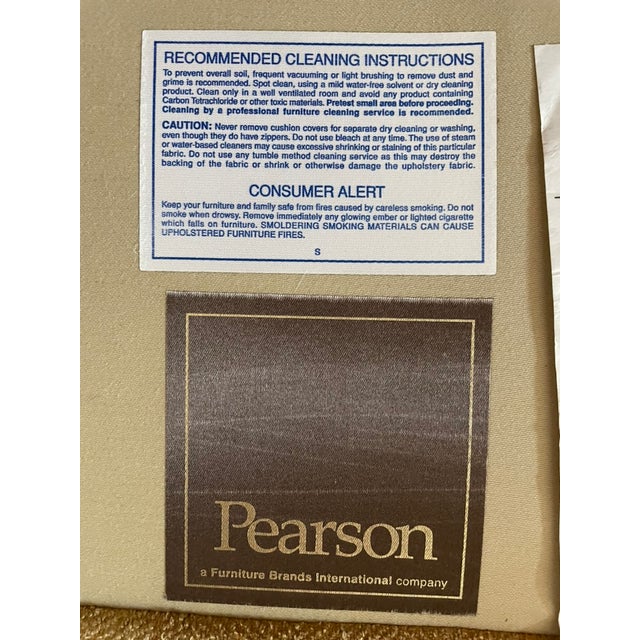 RECOMMENDED CLEANING INSTRUCTIONS
To prevent overall soil, frequent vacuuming or light brushing to remove dust and
grime is recommended. Spot clean, using a mild water-free solvent or dry cleaning
product. Clean only in a well ventilated room and avoid any product containing
Carbon Tetrachloride or other toxic materials. Pretest small area before proceeding.
Cleaning by a professional furniture cleaning service is recommended.
CAUTION: Never remove cushion covers for separate dry cleaning or washing,
even though they do have zippers. Do not use bleach at any time. The use of steam
or water-based cleaners may cause excessive shrinking or staining of this particular
fabric. Do not use any tumble method cleaning service as this may destroy the
backing of the fabric or shrink or otherwise damage the upholstery fabric.
CONSUMER ALERT
Keep your furniture and family safe from fires caused by careless smoking. Do not
smoke when drowsy. Remove immediately any glowing ember or lighted cigarette
which falls on furniture. SMOLDERING SMOKING MATERIALS CAN CAUSE
UPHOLSTERED FURNITURE FIRES.
S
Pearson
a Furniture Brands International company